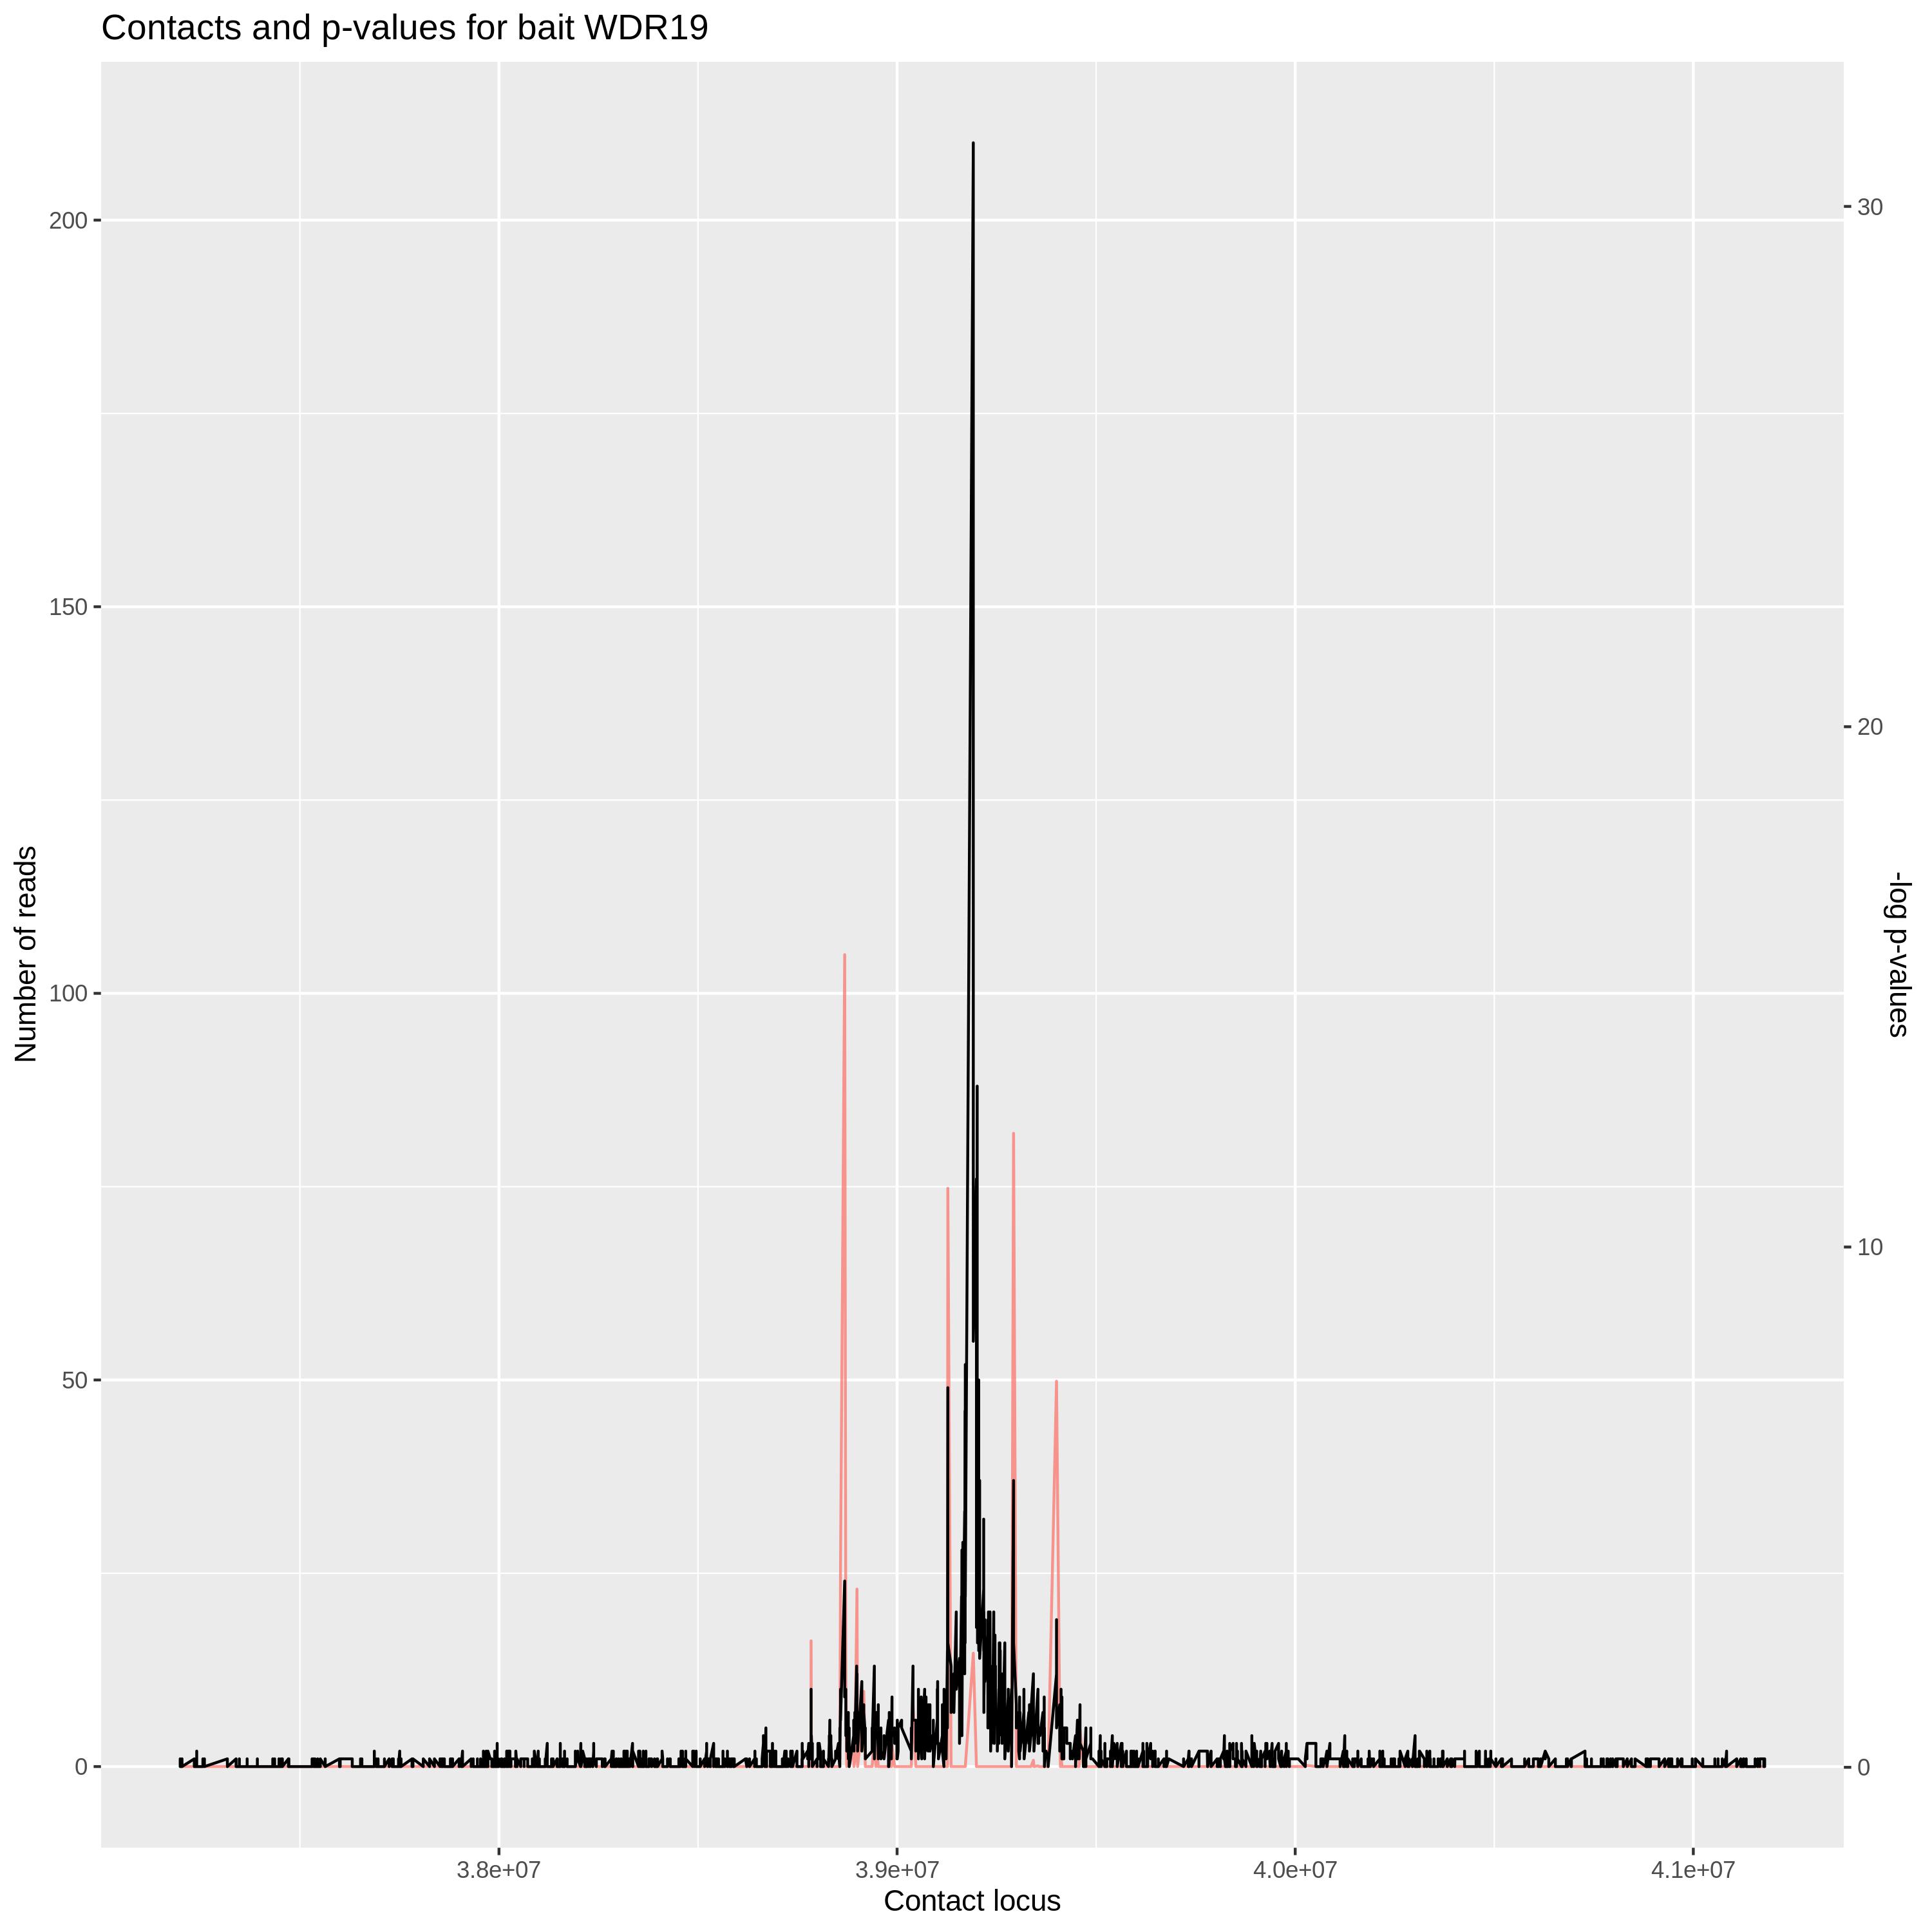 Contacts and p-values for bait WDR19
200
150
100
50
0
Number of reads
30
20
10
0
-log p-values
3.8e+07
3.9e+07
4.0e+07
4.1e+07
Contact locus